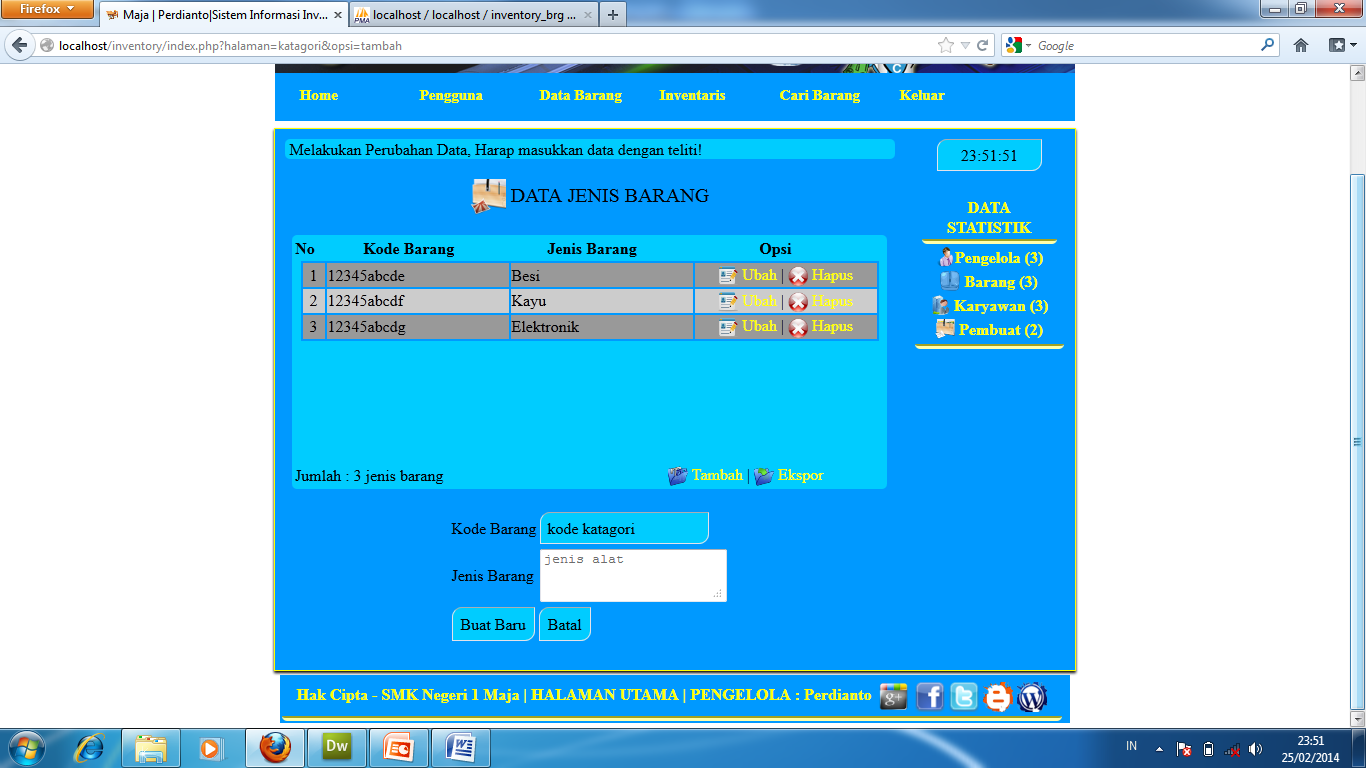 Firefox
Maja | Perdianto|Sistem Informasi Inv...
PMA
localhost / localhost / inventory_brg ...
localhost/inventory/index.php?halaman=katagori&opsi=tambah
Google
Home Pengguna Data Barang Inventaris Cari Barang Keluar
Melakukan Perubahan Data, Harap masukkan data dengan teliti!
23:51:51
DATA JENIS BARANG
DATA
STATISTIK
Pengelola (3)
Barang (3)
Karyawan (3)
Pembuat (2)
No Kode Barang Jenis Barang Opsi
1 12345abcde Besi Ubah | Hapus
2 12345abcdf Kayu Ubah | Hapus
3 12345abcdg Elektronik Ubah | Hapus
Jumlah : 3 jenis barang Tambah | Ekspor
Kode Barang kode katagori
Jenis Barang jenis alat
Buat Baru Batal
Hak Cipta - SMK Negeri 1 Maja | HALAMAN UTAMA | PENGELOLA : Perdianto
Dw
IN
23:51
25/02/2014